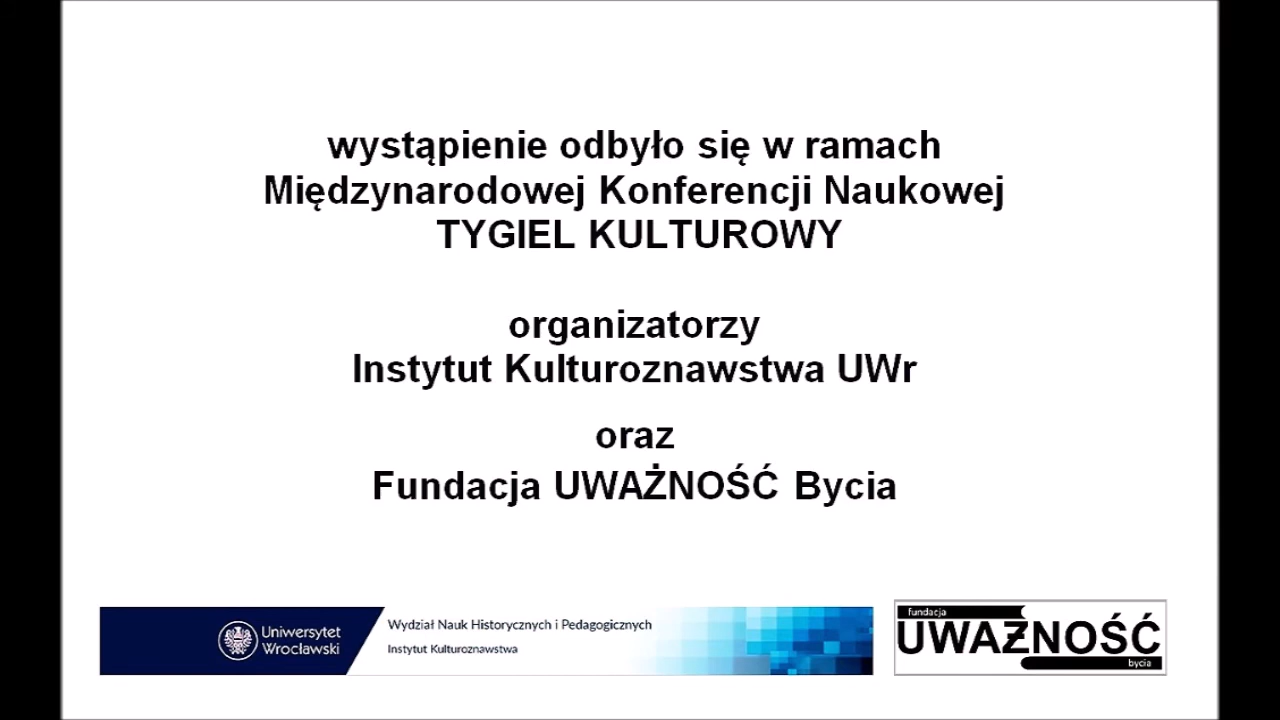 wystąpienie odbyło się w ramach
Międzynarodowej Konferencji Naukowej
TYGIEL KULTUROWY
organizatorzy
Instytut Kulturoznawstwa UWr
oraz
Fundacja UWAŻNOŚĆ Bycia
Uniwersytet
Wrocławski
Wydział Nauk Historycznych i Pedagogicznych
Instytut Kulturoznawstwa
fundacja
UWAŻNOŚĆ
bycia